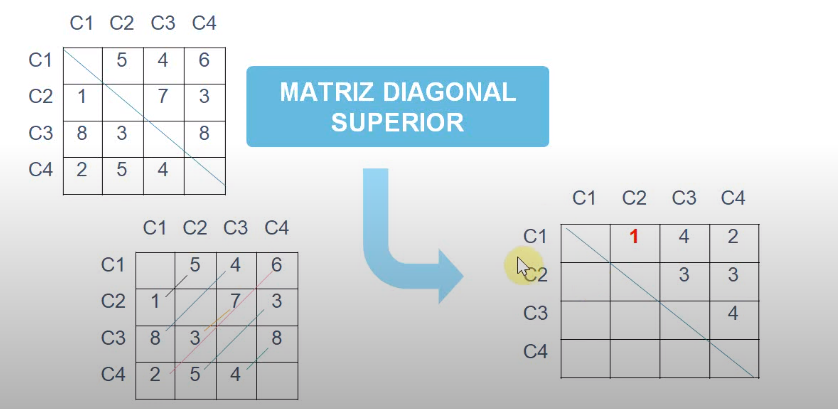 C1 C2 C3 C4
C1 5 4 6
C2 1 7 3
C3 8 3 8
C4 2 5 4
MATRIZ DIAGONAL
SUPERIOR
C1 C2 C3 C4
C1 5 4 6
C2 1 7 3
C3 8 3 8
C4 2 5 4
C1 C2 C3 C4
C1 1 4 2
C2 3 3
C3 4
C4